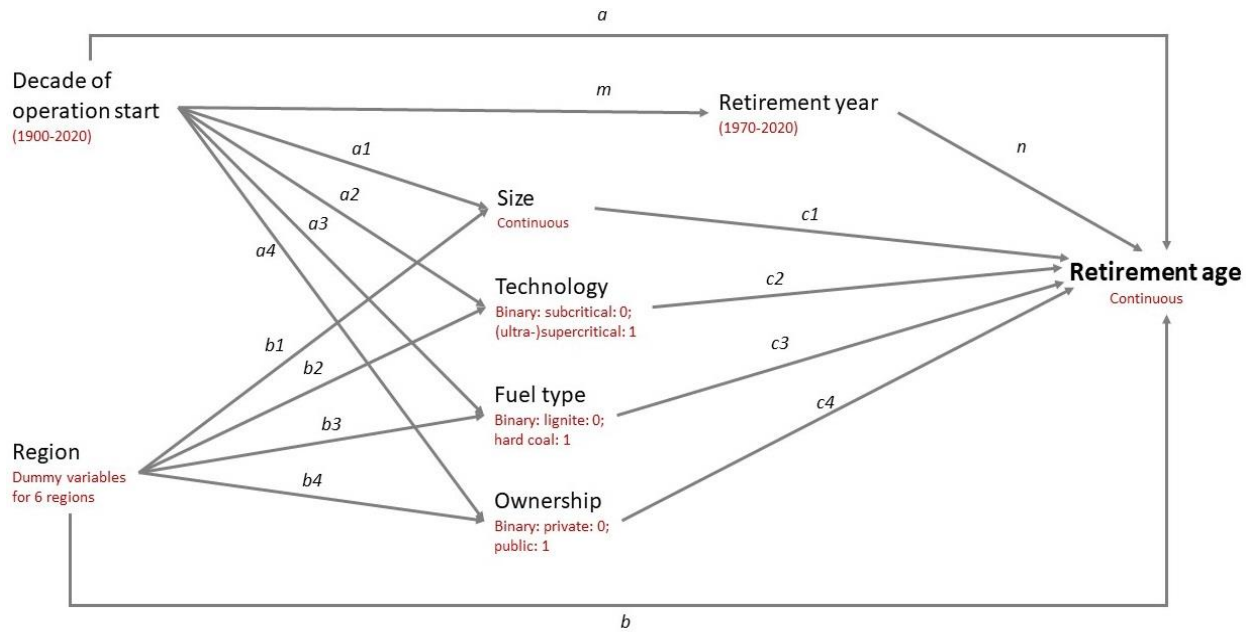 a
Decade of
operation start
(1900-2020)
m
Retirement year
(1970-2020)
n
a1
a2
a3
a4
Size
Continuous
c1
Technology
Binary: subcritical: 0;
(ultra-)supercritical: 1
c2
Retirement age
Continuous
b1
b2
b3
b4
Fuel type
Binary: lignite: 0;
hard coal: 1
c3
c4
Region
Dummy variables
for 6 regions
Ownership
Binary: private: 0;
public: 1
b